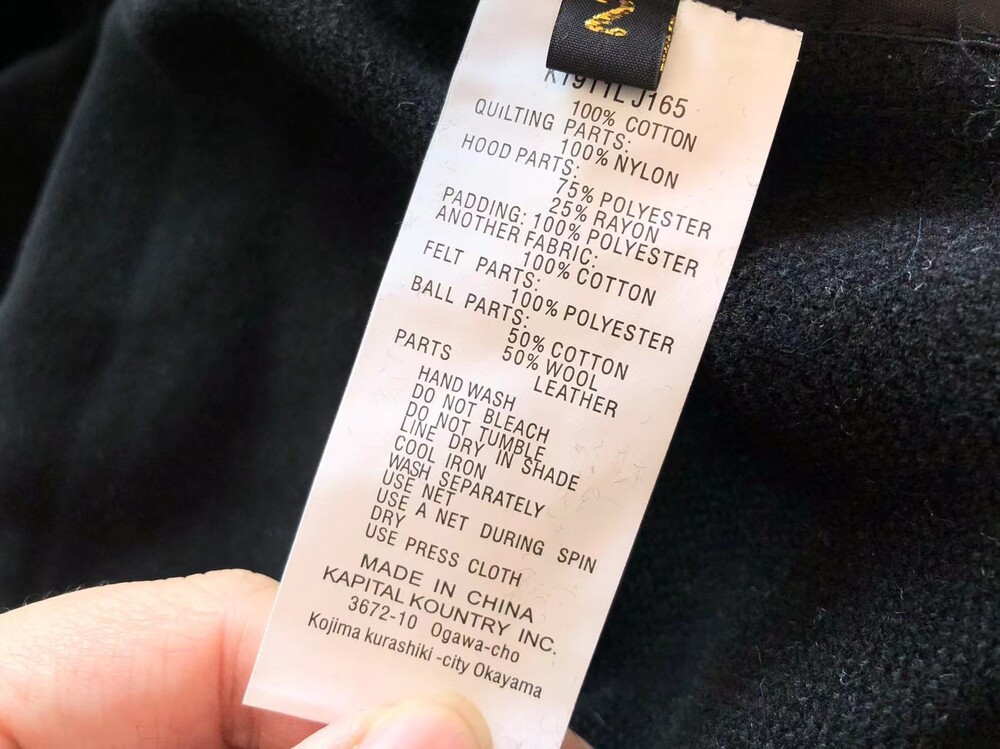 2
K1911LJ165
100% COTTON
QUILTING PARTS:
100% NYLON
HOOD PARTS:
75% POLYESTER
25% RAYON
PADDING: 100% POLYESTER
ANOTHER FABRIC:
100% COTTON
FELT PARTS:
100% POLYESTER
BALL PARTS:
50% COTTON
50% WOOL
PARTS LEATHER
HAND WASH
DO NOT BLEACH
DO NOT TUMBLE
LINE DRY IN SHADE
COOL IRON
WASH SEPARATELY
USE NET
USE A NET DURING SPIN
DRY
USE PRESS CLOTH
MADE IN CHINA
KAPITAL KOUNTRY INC.
3672-10 Ogawa-cho
Kojima kurashiki -city Okayama